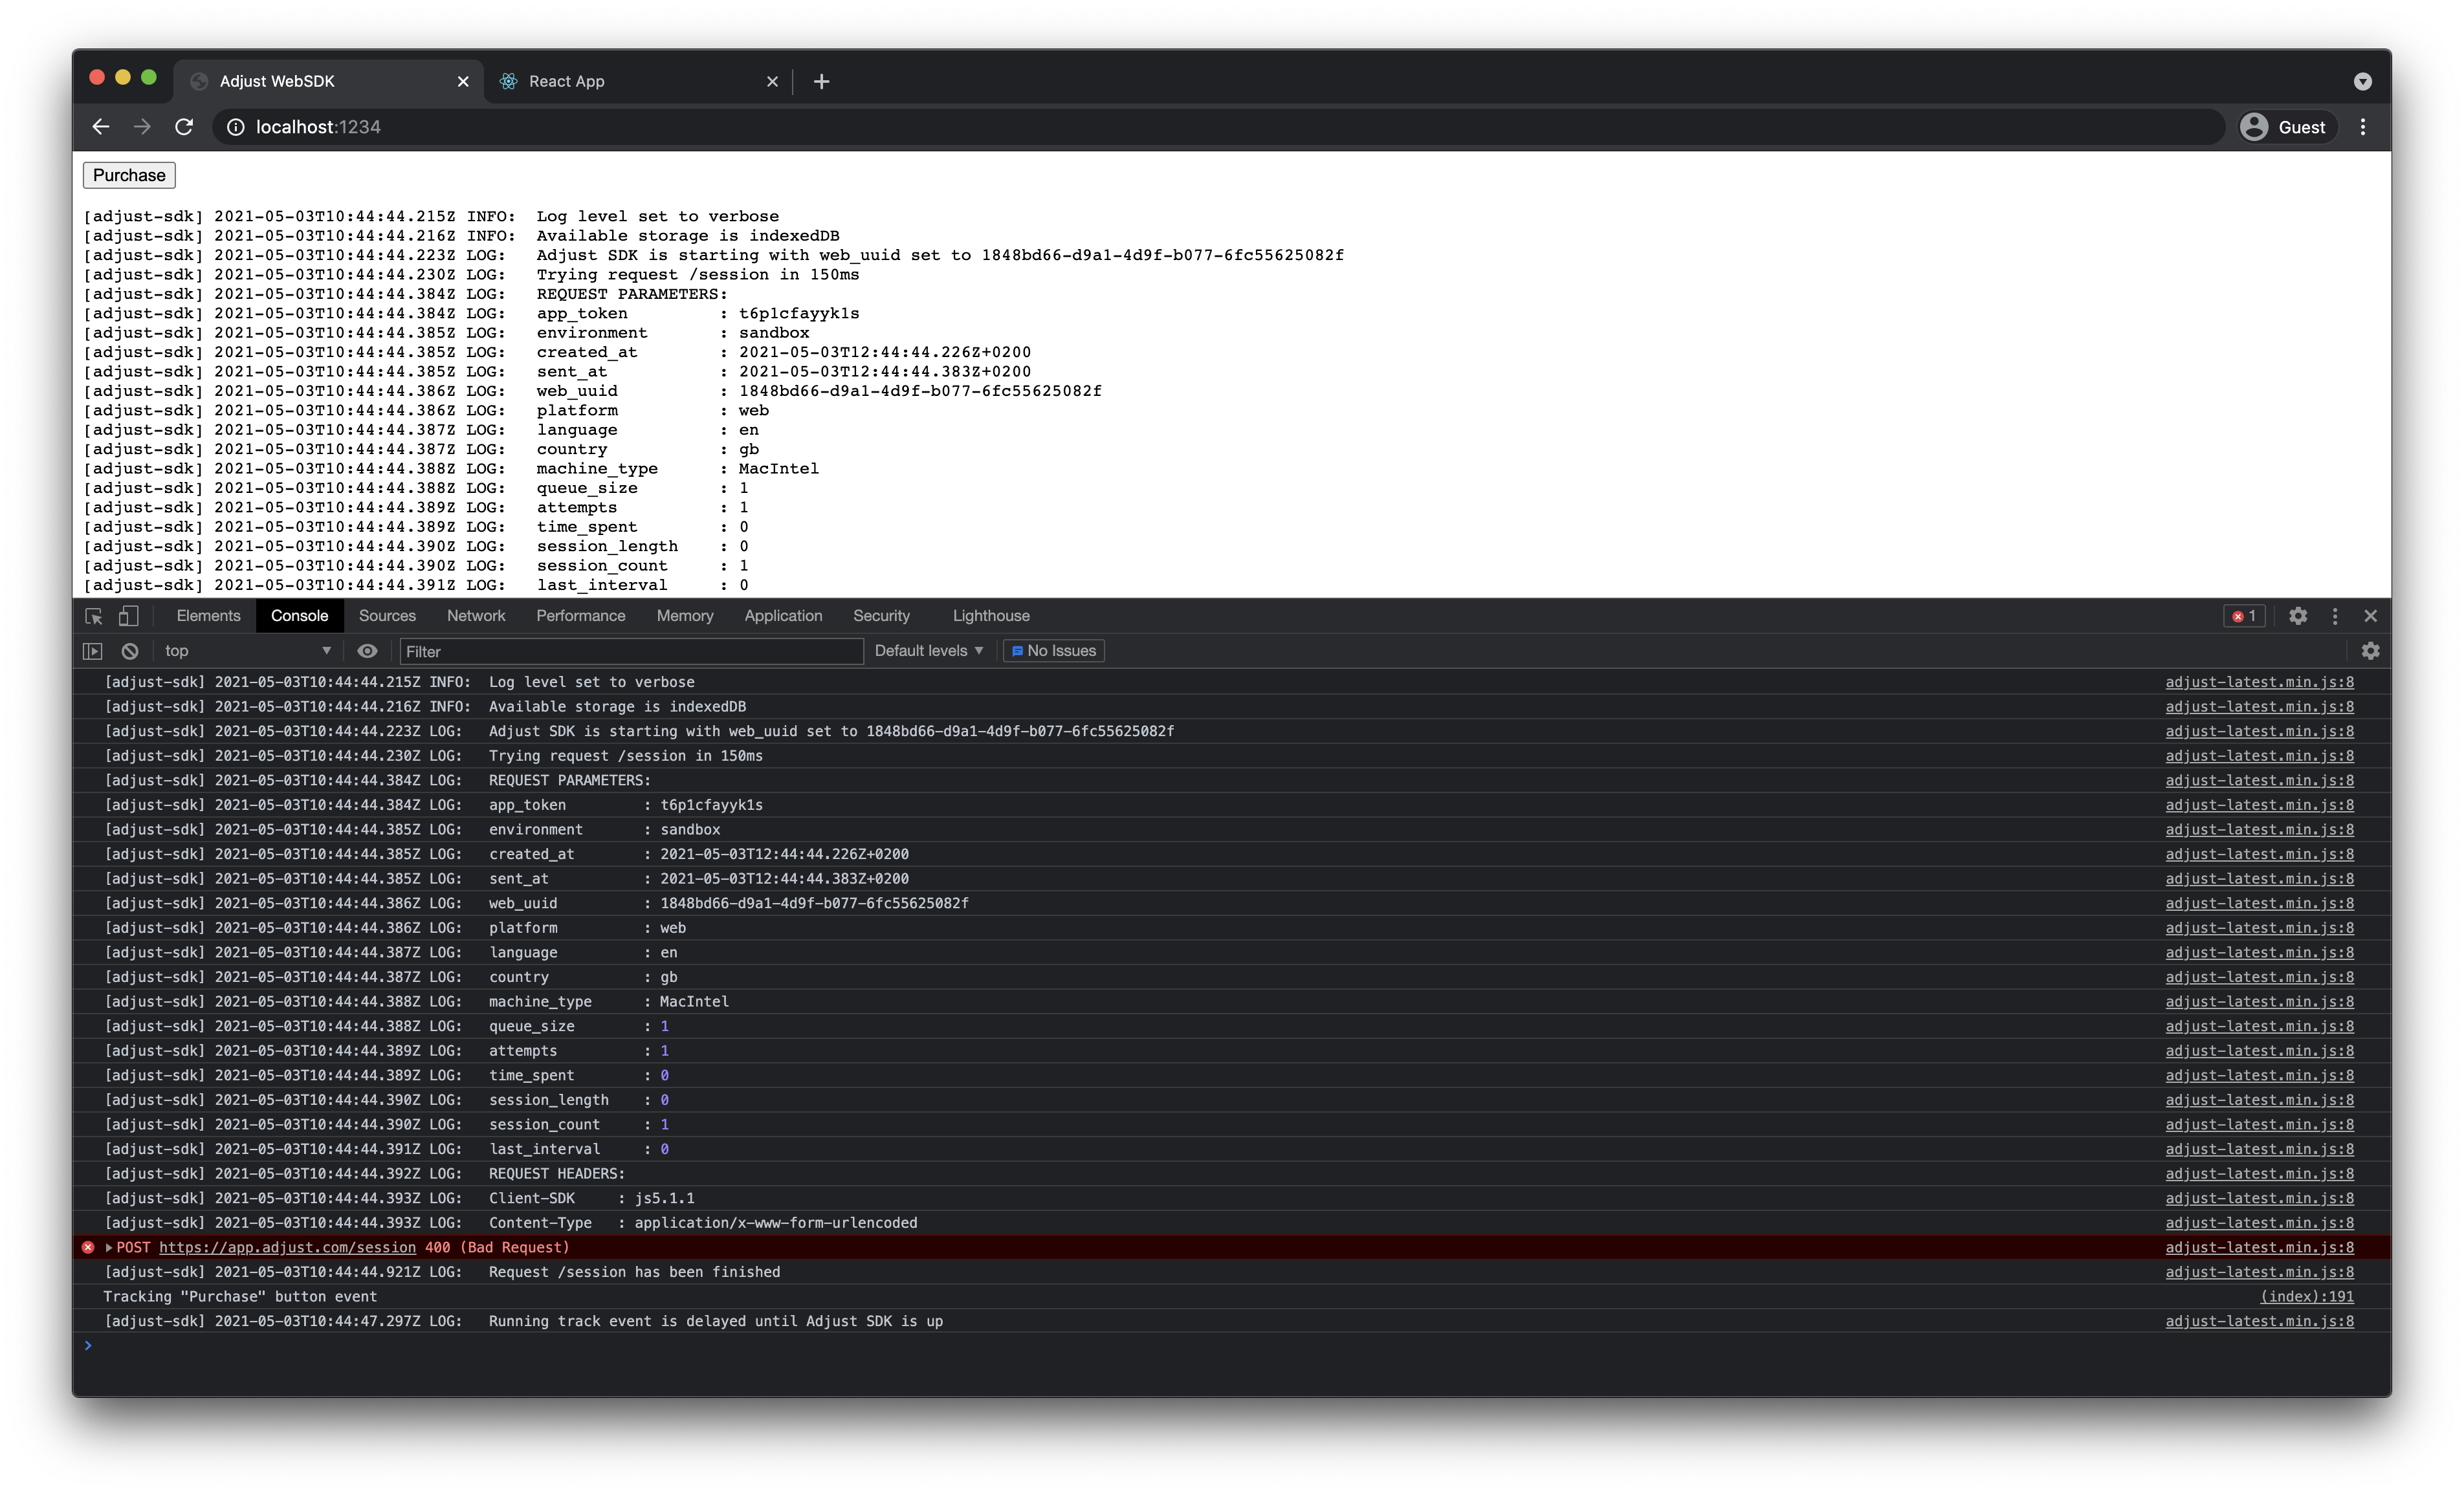 Adjust WebSDK
React App
localhost:1234
Guest
Purchase
[adjust-sdk] 2021-05-03T10:44:44.215Z INFO: Log level set to verbose
[adjust-sdk] 2021-05-03T10:44:44.216Z INFO: Available storage is indexedDB
[adjust-sdk] 2021-05-03T10:44:44.223Z LOG: Adjust SDK is starting with web_uuid set to 1848bd66-d9a1-4d9f-b077-6fc55625082f
[adjust-sdk] 2021-05-03T10:44:44.230Z LOG: Trying request /session in 150ms
[adjust-sdk] 2021-05-03T10:44:44.384Z LOG: REQUEST PARAMETERS:
[adjust-sdk] 2021-05-03T10:44:44.384Z LOG: app_token : t6p1cfayyk1s
[adjust-sdk] 2021-05-03T10:44:44.385Z LOG: environment : sandbox
[adjust-sdk] 2021-05-03T10:44:44.385Z LOG: created_at : 2021-05-03T12:44:44.226Z+0200
[adjust-sdk] 2021-05-03T10:44:44.385Z LOG: sent_at : 2021-05-03T12:44:44.383Z+0200
[adjust-sdk] 2021-05-03T10:44:44.386Z LOG: web_uuid : 1848bd66-d9a1-4d9f-b077-6fc55625082f
[adjust-sdk] 2021-05-03T10:44:44.386Z LOG: platform : web
[adjust-sdk] 2021-05-03T10:44:44.387Z LOG: language : en
[adjust-sdk] 2021-05-03T10:44:44.387Z LOG: country : gb
[adjust-sdk] 2021-05-03T10:44:44.388Z LOG: machine_type : MacIntel
[adjust-sdk] 2021-05-03T10:44:44.388Z LOG: queue_size : 1
[adjust-sdk] 2021-05-03T10:44:44.389Z LOG: attempts : 1
[adjust-sdk] 2021-05-03T10:44:44.389Z LOG: time_spent : 0
[adjust-sdk] 2021-05-03T10:44:44.390Z LOG: session_length : 0
[adjust-sdk] 2021-05-03T10:44:44.390Z LOG: session_count : 1
[adjust-sdk] 2021-05-03T10:44:44.391Z LOG: last_interval : 0
Elements Console Sources Network Performance Memory Application Security Lighthouse 1
top Filter Default levels No Issues
[adjust-sdk] 2021-05-03T10:44:44.215Z INFO: Log level set to verbose adjust-latest.min.js:8
[adjust-sdk] 2021-05-03T10:44:44.216Z INFO: Available storage is indexedDB adjust-latest.min.js:8
[adjust-sdk] 2021-05-03T10:44:44.223Z LOG: Adjust SDK is starting with web_uuid set to 1848bd66-d9a1-4d9f-b077-6fc55625082f adjust-latest.min.js:8
[adjust-sdk] 2021-05-03T10:44:44.230Z LOG: Trying request /session in 150ms adjust-latest.min.js:8
[adjust-sdk] 2021-05-03T10:44:44.384Z LOG: REQUEST PARAMETERS: adjust-latest.min.js:8
[adjust-sdk] 2021-05-03T10:44:44.384Z LOG: app_token : t6p1cfayyk1s adjust-latest.min.js:8
[adjust-sdk] 2021-05-03T10:44:44.385Z LOG: environment : sandbox adjust-latest.min.js:8
[adjust-sdk] 2021-05-03T10:44:44.385Z LOG: created_at : 2021-05-03T12:44:44.226Z+0200 adjust-latest.min.js:8
[adjust-sdk] 2021-05-03T10:44:44.385Z LOG: sent_at : 2021-05-03T12:44:44.383Z+0200 adjust-latest.min.js:8
[adjust-sdk] 2021-05-03T10:44:44.386Z LOG: web_uuid : 1848bd66-d9a1-4d9f-b077-6fc55625082f adjust-latest.min.js:8
[adjust-sdk] 2021-05-03T10:44:44.386Z LOG: platform : web adjust-latest.min.js:8
[adjust-sdk] 2021-05-03T10:44:44.387Z LOG: language : en adjust-latest.min.js:8
[adjust-sdk] 2021-05-03T10:44:44.387Z LOG: country : gb adjust-latest.min.js:8
[adjust-sdk] 2021-05-03T10:44:44.388Z LOG: machine_type : MacIntel adjust-latest.min.js:8
[adjust-sdk] 2021-05-03T10:44:44.388Z LOG: queue_size : 1 adjust-latest.min.js:8
[adjust-sdk] 2021-05-03T10:44:44.389Z LOG: attempts : 1 adjust-latest.min.js:8
[adjust-sdk] 2021-05-03T10:44:44.389Z LOG: time_spent : 0 adjust-latest.min.js:8
[adjust-sdk] 2021-05-03T10:44:44.390Z LOG: session_length : 0 adjust-latest.min.js:8
[adjust-sdk] 2021-05-03T10:44:44.390Z LOG: session_count : 1 adjust-latest.min.js:8
[adjust-sdk] 2021-05-03T10:44:44.391Z LOG: last_interval : 0 adjust-latest.min.js:8
[adjust-sdk] 2021-05-03T10:44:44.392Z LOG: REQUEST HEADERS: adjust-latest.min.js:8
[adjust-sdk] 2021-05-03T10:44:44.393Z LOG: Client-SDK : js5.1.1 adjust-latest.min.js:8
[adjust-sdk] 2021-05-03T10:44:44.393Z LOG: Content-Type : application/x-www-form-urlencoded adjust-latest.min.js:8
POST https://app.adjust.com/session 400 (Bad Request) adjust-latest.min.js:8
[adjust-sdk] 2021-05-03T10:44:44.921Z LOG: Request /session has been finished adjust-latest.min.js:8
Tracking "Purchase" button event (index):191
[adjust-sdk] 2021-05-03T10:44:47.297Z LOG: Running track event is delayed until Adjust SDK is up adjust-latest.min.js:8